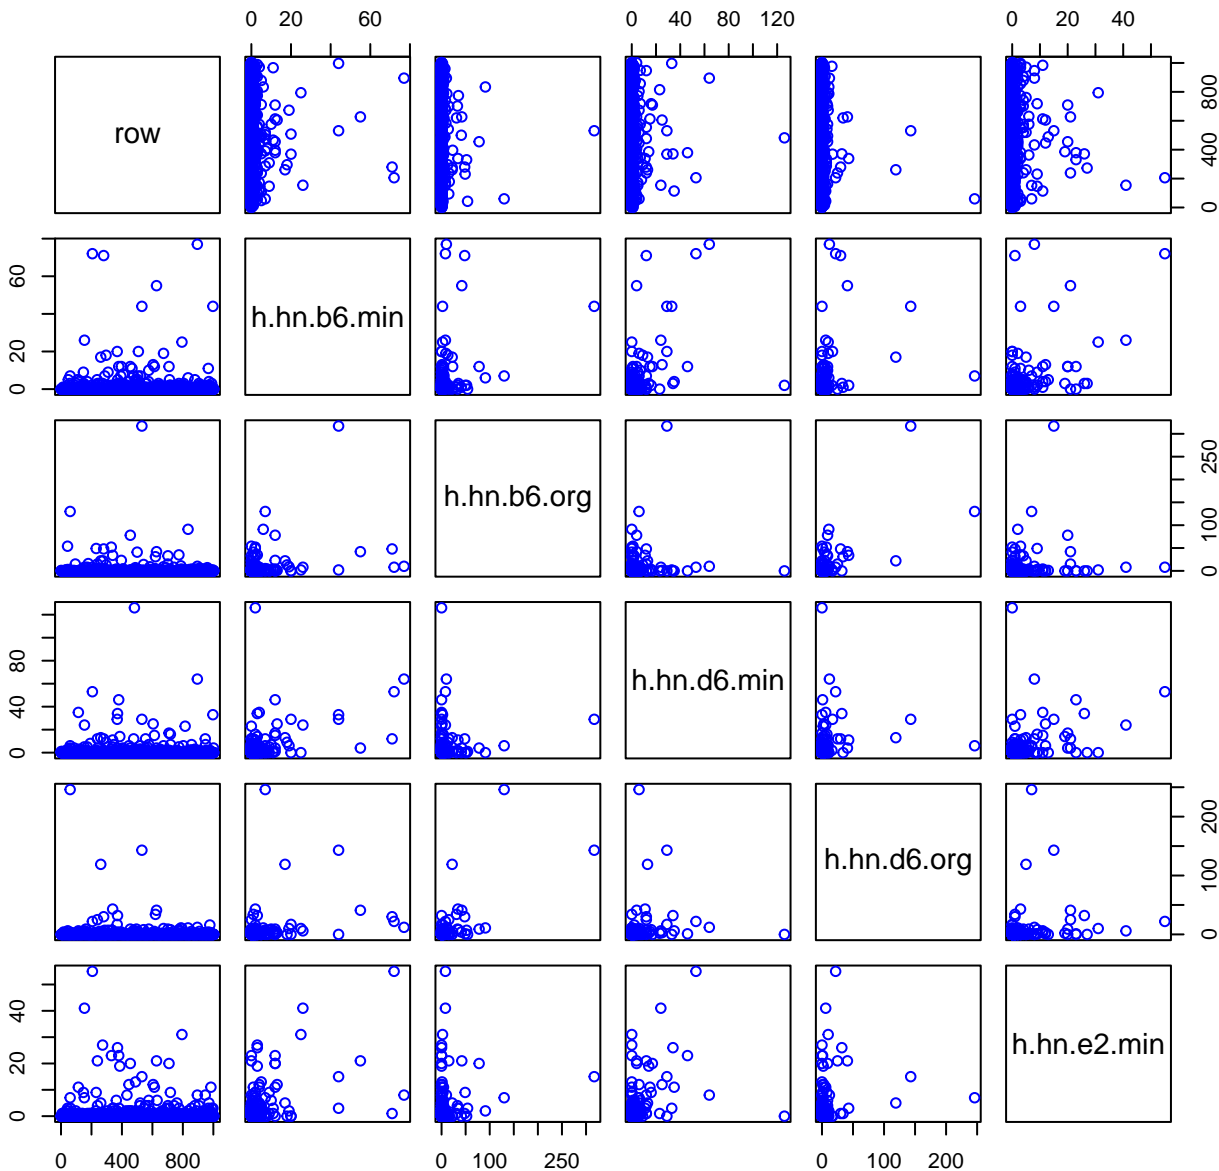 0 20 60 0 40 80 120 0 20 40
row 0 400 800
0 20 60 h.hn.b6.min
h.hn.b6.org 0 100 250
0 40 80 h.hn.d6.min
h.hn.d6.org 0 100 200
0 20 40 h.hn.e2.min
0 400 800 0 100 250 0 100 200